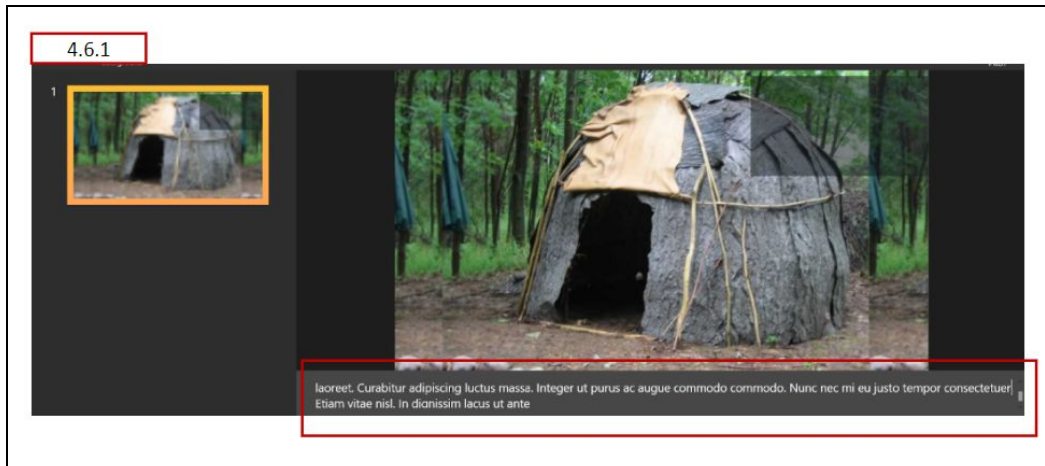 4.6.1
1
laoreet. Curabitur adipiscing luctus massa. Integer ut purus ac augue commodo commodo. Nunc nec mi eu justo tempor consectetuer
Etiam vitae nisl. In dignissim lacus ut ante